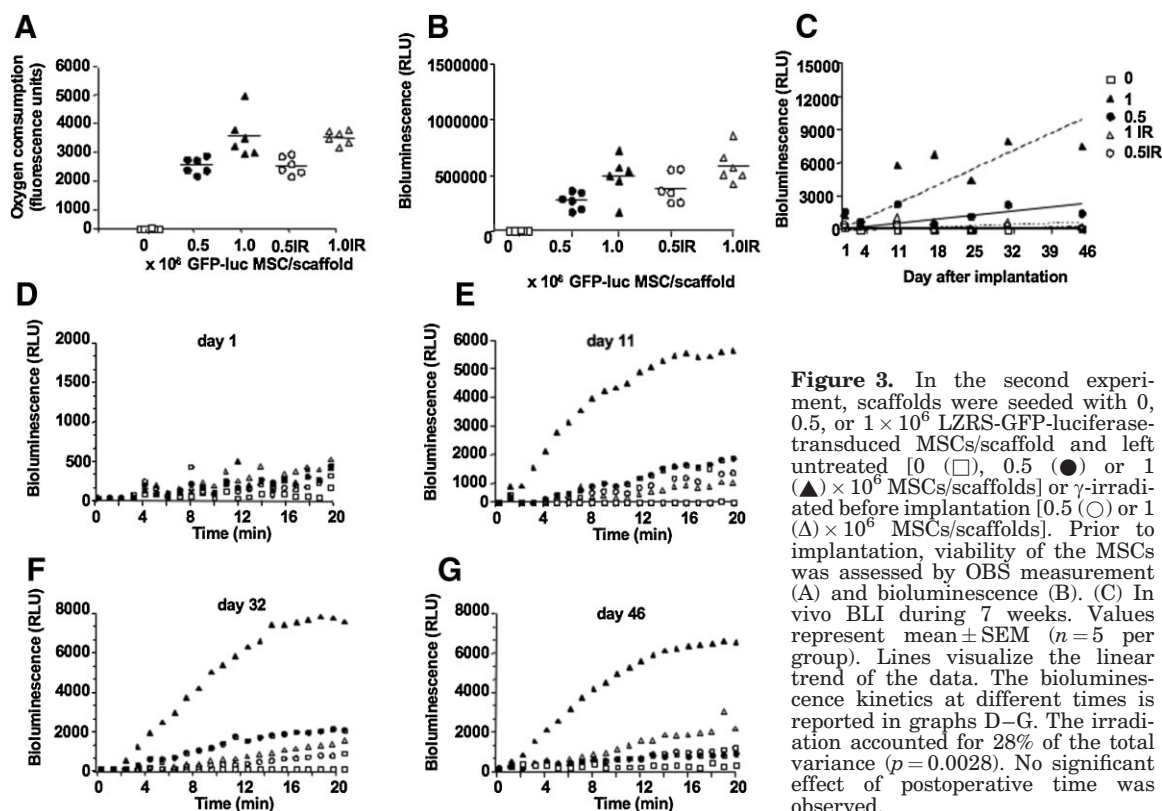 A
Oxygen comsumption
(fluorescence units)
6000
5000
4000
3000
2000
1000
0
0
0.5
1.0
0.5IR
1.0IR
x 10⁶ GFP-luc MSC/scaffold
B
Bioluminescence (RLU)
1500000
1000000
500000
0
0
0.5
1.0
0.5IR
1.0IR
x 10⁶ GFP-luc MSC/scaffold
C
Bioluminescence (RLU)
15000
12000
9000
6000
3000
0
1
4
11
18
25
32
39
46
Day after implantation
□ 0
▲ 1
● 0.5
△ 1 IR
○ 0.5IR
D
day 1
Bioluminescence (RLU)
2000
1500
1000
500
0
0
4
8
12
16
20
Time (min)
E
day 11
Bioluminescence (RLU)
6000
5000
4000
3000
2000
1000
0
0
4
8
12
16
20
Time (min)
F
day 32
Bioluminescence (RLU)
8000
6000
4000
2000
0
0
4
8
12
16
20
Time (min)
G
day 46
Bioluminescence (RLU)
8000
6000
4000
2000
0
0
4
8
12
16
20
Time (min)
Figure 3. In the second experi-
ment, scaffolds were seeded with 0,
0.5, or 1 × 10⁶ LZRS-GFP-luciferase-
transduced MSCs/scaffold and left
untreated [0 (□), 0.5 (●) or 1
(▲) × 10⁶ MSCs/scaffolds] or γ-irradi-
ated before implantation [0.5 (○) or 1
(Δ) × 10⁶ MSCs/scaffolds]. Prior to
implantation, viability of the MSCs
was assessed by OBS measurement
(A) and bioluminescence (B). (C) In
vivo BLI during 7 weeks. Values
represent mean ± SEM (n = 5 per
group). Lines visualize the linear
trend of the data. The biolumines-
cence kinetics at different times is
reported in graphs D–G. The irradi-
ation accounted for 28% of the total
variance (p = 0.0028). No significant
effect of postoperative time was
observed.